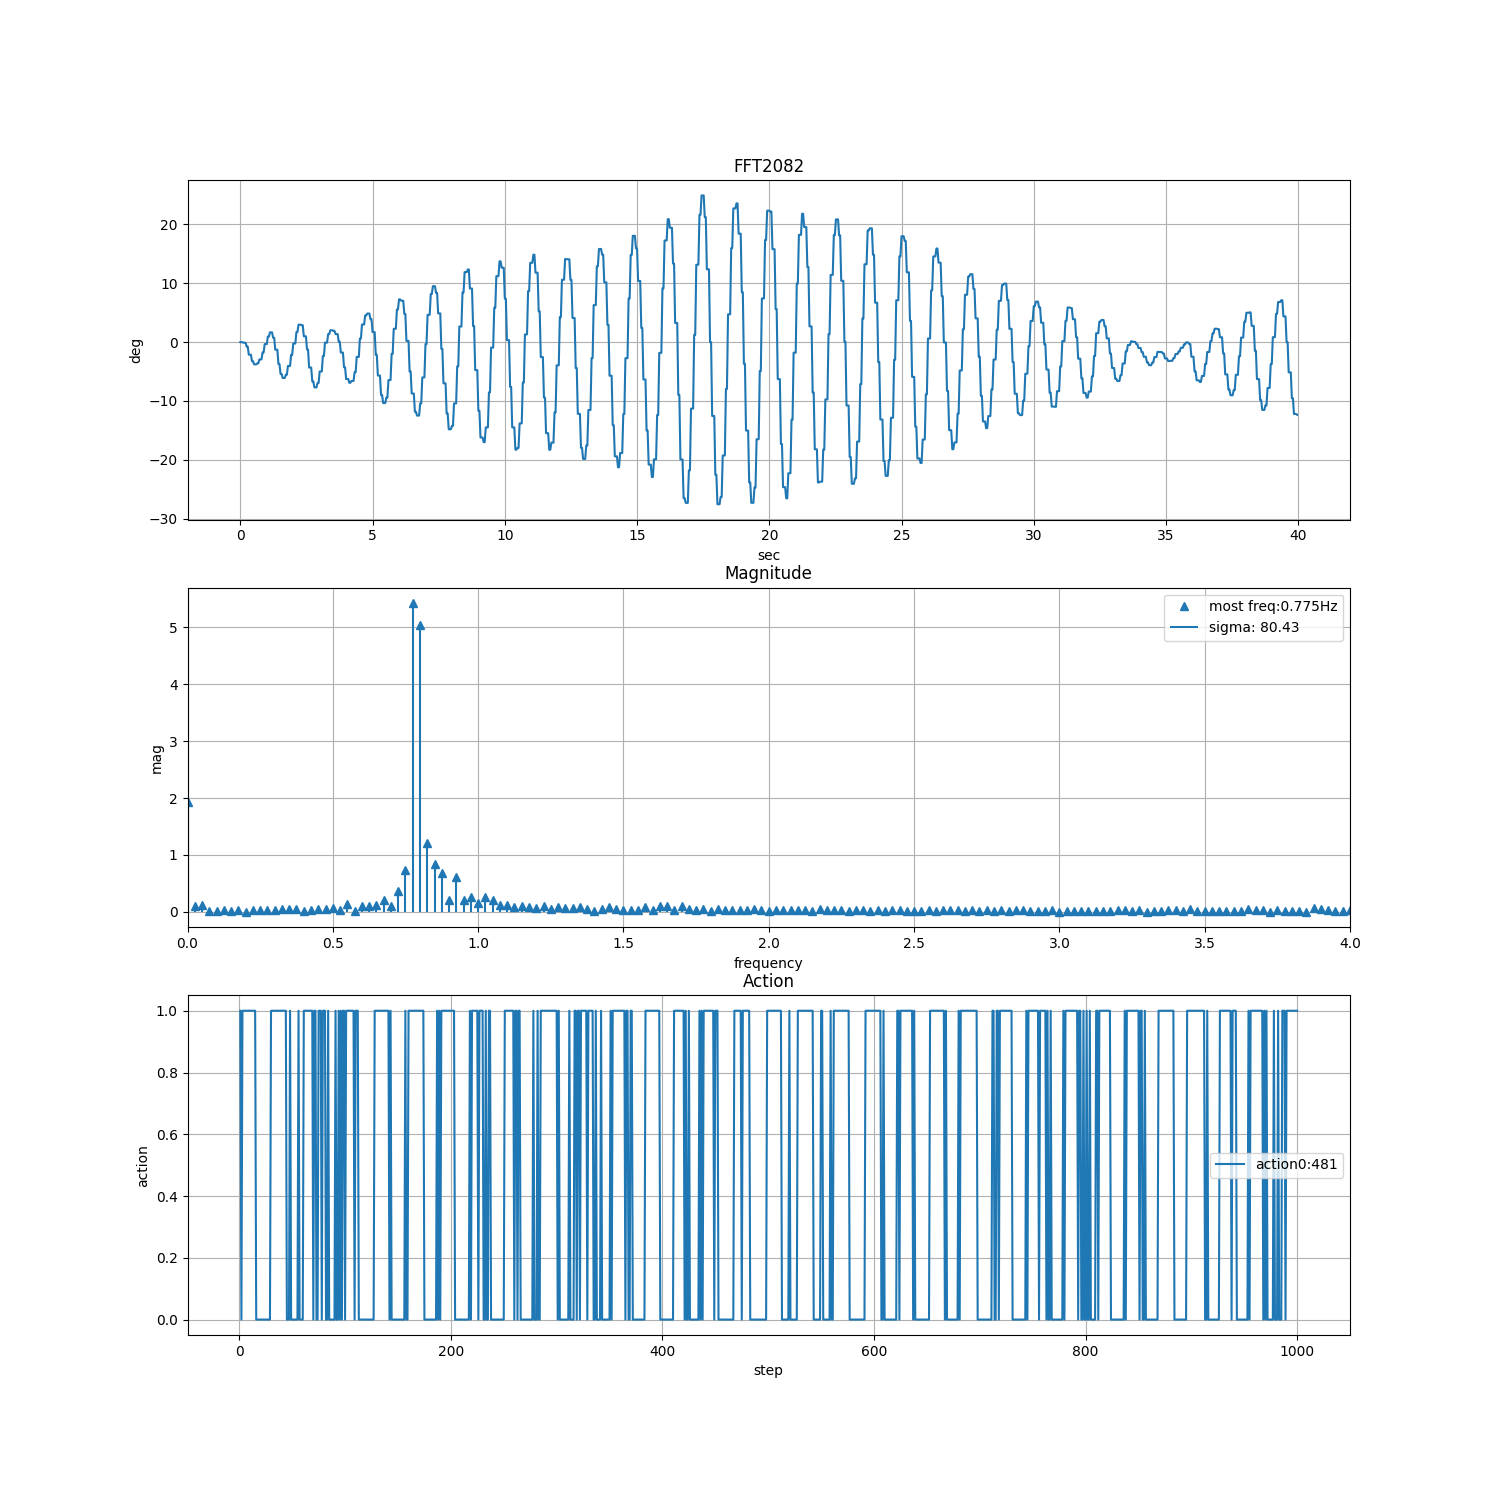 FFT2082
20
10
0
−10
−20
−30
deg
0 5 10 15 20 25 30 35 40
sec
Magnitude
most freq:0.775Hz
sigma: 80.43
5
4
3
2
1
0
mag
0.0 0.5 1.0 1.5 2.0 2.5 3.0 3.5 4.0
frequency
Action
1.0
0.8
0.6
0.4
0.2
0.0
action
action0:481
0 200 400 600 800 1000
step